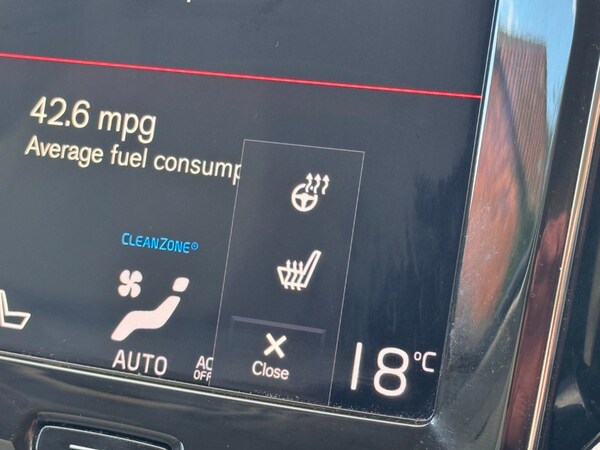 42.6 mpg
Average fuel consump
CLEANZONE
AUTO
AC
OFF
Close
18°C